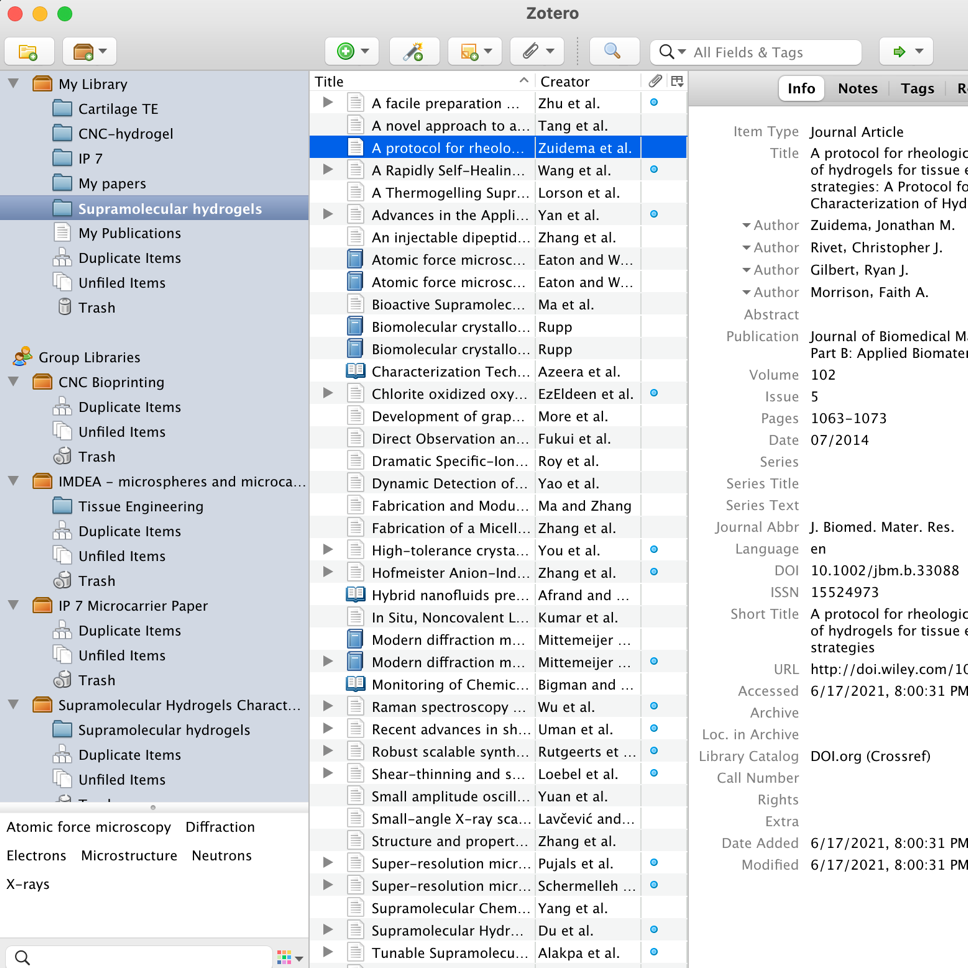 Zotero
All Fields & Tags
My Library
Cartilage TE
CNC-hydrogel
IP 7
My papers
Supramolecular hydrogels
My Publications
Duplicate Items
Unfiled Items
Trash
Group Libraries
CNC Bioprinting
Duplicate Items
Unfiled Items
Trash
IMDEA – microspheres and microca...
Tissue Engineering
Duplicate Items
Unfiled Items
Trash
IP 7 Microcarrier Paper
Duplicate Items
Unfiled Items
Trash
Supramolecular Hydrogels Charact...
Supramolecular hydrogels
Duplicate Items
Unfiled Items
Atomic force microscopy Diffraction
Electrons Microstructure Neutrons
X-rays
Title Creator
A facile preparation ... Zhu et al.
A novel approach to a... Tang et al.
A protocol for rheolo... Zuidema et al.
A Rapidly Self-Healin... Wang et al.
A Thermogelling Supr... Lorson et al.
Advances in the Appli... Yan et al.
An injectable dipeptid... Zhang et al.
Atomic force microsc... Eaton and W...
Atomic force microsc... Eaton and W...
Bioactive Supramolec... Ma et al.
Biomolecular crystallo... Rupp
Biomolecular crystallo... Rupp
Characterization Tech... Azeera et al.
Chlorite oxidized oxy... EzEldeen et al.
Development of grap... More et al.
Direct Observation an... Fukui et al.
Dramatic Specific-Ion... Roy et al.
Dynamic Detection of... Yao et al.
Fabrication and Modu... Ma and Zhang
Fabrication of a Micell... Zhang et al.
High-tolerance crysta... You et al.
Hofmeister Anion-Ind... Zhang et al.
Hybrid nanofluids pre... Afrand and ...
In Situ, Noncovalent L... Kumar et al.
Modern diffraction m... Mittemeijer ...
Modern diffraction m... Mittemeijer ...
Monitoring of Chemic... Bigman and ...
Raman spectroscopy ... Wu et al.
Recent advances in sh... Uman et al.
Robust scalable synth... Rutgeerts et ...
Shear-thinning and s... Loebel et al.
Small amplitude oscill... Yuan et al.
Small-angle X-ray sca... Lavčević and...
Structure and propert... Zhang et al.
Super-resolution micr... Pujals et al.
Super-resolution micr... Schermelleh ...
Supramolecular Chem... Yang et al.
Supramolecular Hydr... Du et al.
Tunable Supramolecu... Alakpa et al.
Info Notes Tags R
Item Type Journal Article
Title A protocol for rheologic
of hydrogels for tissue e
strategies: A Protocol fo
Characterization of Hyd
Author Zuidema, Jonathan M.
Author Rivet, Christopher J.
Author Gilbert, Ryan J.
Author Morrison, Faith A.
Abstract
Publication Journal of Biomedical Ma
Part B: Applied Biomater
Volume 102
Issue 5
Pages 1063-1073
Date 07/2014
Series
Series Title
Series Text
Journal Abbr J. Biomed. Mater. Res.
Language en
DOI 10.1002/jbm.b.33088
ISSN 15524973
Short Title A protocol for rheologic
of hydrogels for tissue e
strategies
URL http://doi.wiley.com/10
Accessed 6/17/2021, 8:00:31 PM
Archive
Loc. in Archive
Library Catalog DOI.org (Crossref)
Call Number
Rights
Extra
Date Added 6/17/2021, 8:00:31 PM
Modified 6/17/2021, 8:00:31 PM